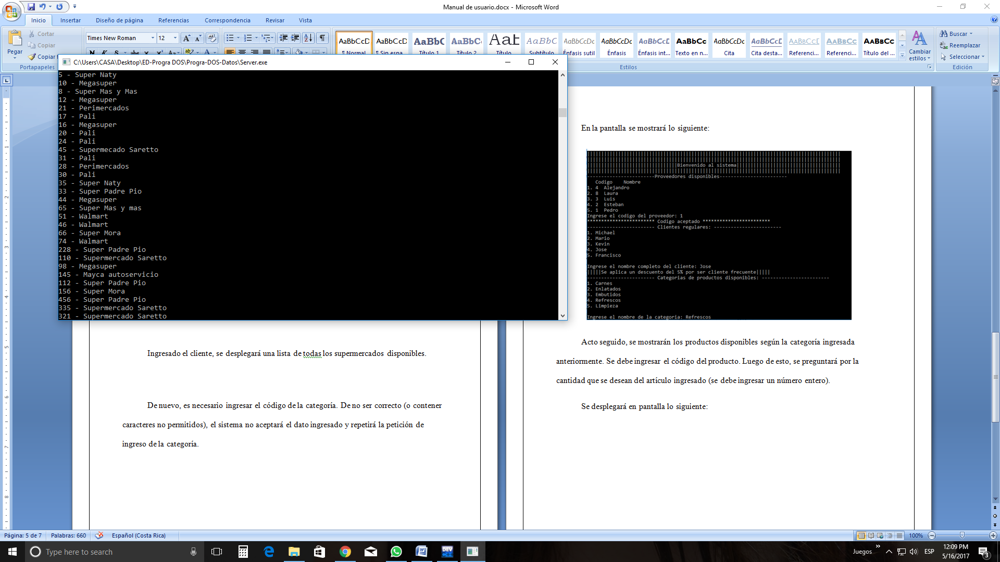 Manual de usuario.docx - Microsoft Word
Inicio
Insertar
Diseño de página
Referencias
Correspondencia
Revisar
Vista
Pegar
Cortar
Copiar
Copiar f
Portapapeles
Times New Roman
12
AaBbCcD
¶ Normal
AaBbCcD
¶ Sin espa...
AaBbC
Título 1
AaBbC
Título 2
AaB
Título
AaBbC
Subtítulo
AaBbCcDc
Énfasis sutil
AaBbCcDc
Énfasis
AaBbCcD
Énfasis int...
AaBbCc
Texto en n...
AaBbCcDc
Cita
AaBbCcD
Cita desta...
AaBbCcD
Referenci...
AaBbCc
Referenci...
AaBbCc
Título del ...
Cambiar
estilos
Estilos
Buscar
Reemplazar
Seleccionar
Edición
C:\Users\CASA\Desktop\ED-Progra DOS\Progra-DOS-Datos\Server.exe
5 - Super Naty
10 - Megasuper
8 - Super Mas y Mas
12 - Megasuper
21 - Perimercados
17 - Pali
16 - Megasuper
20 - Pali
24 - Pali
45 - Supermecado Saretto
31 - Pali
28 - Perimercados
30 - Pali
35 - Super Naty
33 - Super Padre Pio
44 - Megasuper
65 - Super Mas y mas
51 - Walmart
46 - Walmart
66 - Super Mora
74 - Walmart
228 - Super Padre Pio
110 - Supermercado Saretto
98 - Megasuper
145 - Mayca autoservicio
112 - Super Padre Pio
156 - Super Mora
456 - Super Padre Pio
335 - Supermercado Saretto
321 - Supermercado Saretto
Ingresado el cliente, se desplegará una lista de todas los supermercados disponibles.
De nuevo, es necesario ingresar el código de la categoría. De no ser correcto (o contener
caracteres no permitidos), el sistema no aceptará el dato ingresado y repetirá la petición de
ingreso de la categoría.
En la pantalla se mostrará lo siguiente:
Bienvenido al sistema
Proveedores disponibles
Codigo Nombre
1. 4 Alejandro
2. 8 Laura
3. 3 Luis
4. 2 Esteban
5. 1 Pedro
Ingrese el codigo del proveedor: 1
************************ Codigo aceptado ************************
------------------------ Clientes regulares: ------------------------
1. Michael
2. Mario
3. Kevin
4. Jose
5. Francisco
Ingrese el nombre completo del cliente: Jose
|||||Se aplica un descuento del 5% por ser cliente frecuente|||||
------------------------ Categorias de productos disponibles: ------------------------
1. Carnes
2. Enlatados
3. Embutidos
4. Refrescos
5. Limpieza
Ingrese el nombre de la categoria: Refrescos
Acto seguido, se mostrarán los productos disponibles según la categoría ingresada
anteriormente. Se debe ingresar el código del producto. Luego de esto, se preguntará por la
cantidad que se desean del artículo ingresado (se debe ingresar un número entero).
Se desplegará en pantalla lo siguiente:
Página: 5 de 7
Palabras: 660
Español (Costa Rica)
100%
Type here to search
Juegos
ESP
12:09 PM
5/16/2017
3